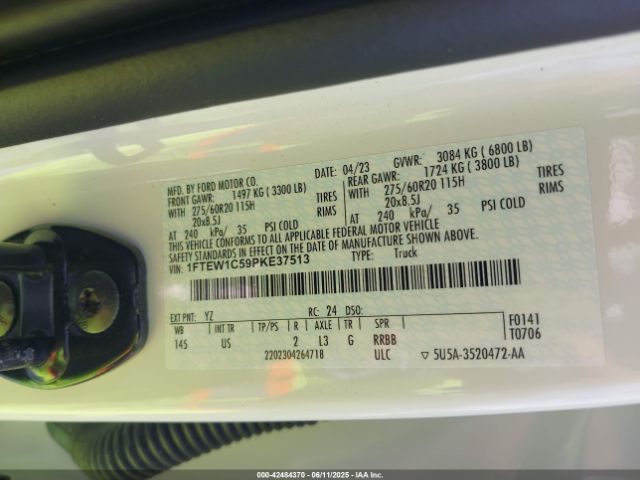 MFD. BY FORD MOTOR CO.
DATE: 04/23 GVWR: 3084 KG ( 6800 LB)
FRONT GAWR: 1497 KG ( 3300 LB)
REAR GAWR: 1724 KG ( 3800 LB)
WITH 275/60R20 115H TIRES
275/60R20 115H TIRES
20x8.5J RIMS
20x8.5J RIMS
AT 240 kPa/ 35 PSI COLD
AT 240 kPa/ 35 PSI COLD
THIS VEHICLE CONFORMS TO ALL APPLICABLE FEDERAL MOTOR VEHICLE
SAFETY STANDARDS IN EFFECT ON THE DATE OF MANUFACTURE SHOWN ABOVE.
VIN: 1FTEW1C59PKE37513 TYPE: Truck
EXT PNT: YZ RC: 24 DSO:
WB INT TR TP/PS R AXLE TR SPR
145 US 2 L3 G RRBB
2202304264718 ULC
F0141
T0706
▽ 5U5A-3520472-AA
000-42484370 - 06/11/2025 - IAA Inc.